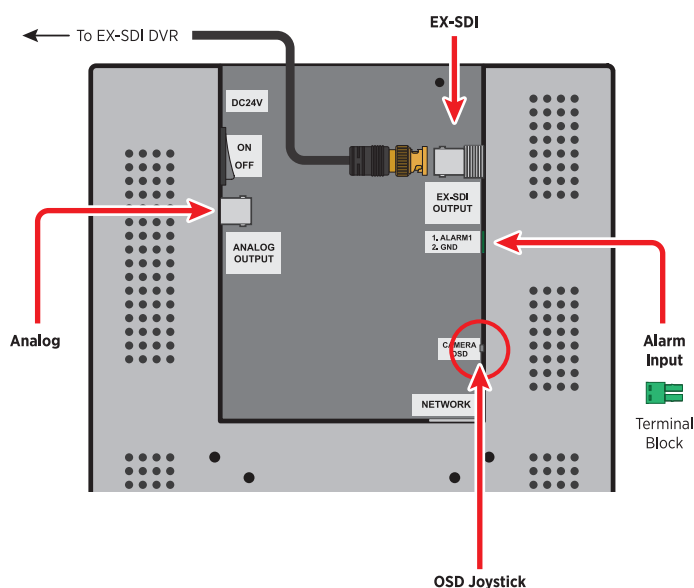 EX-SDI
To EX-SDI DVR
DC24V
ON
OFF
EX-SDI
OUTPUT
1. ALARM1
2. GND
ANALOG
OUTPUT
Analog
CAMERA
OSD
Alarm
Input
NETWORK
Terminal
Block
OSD Joystick